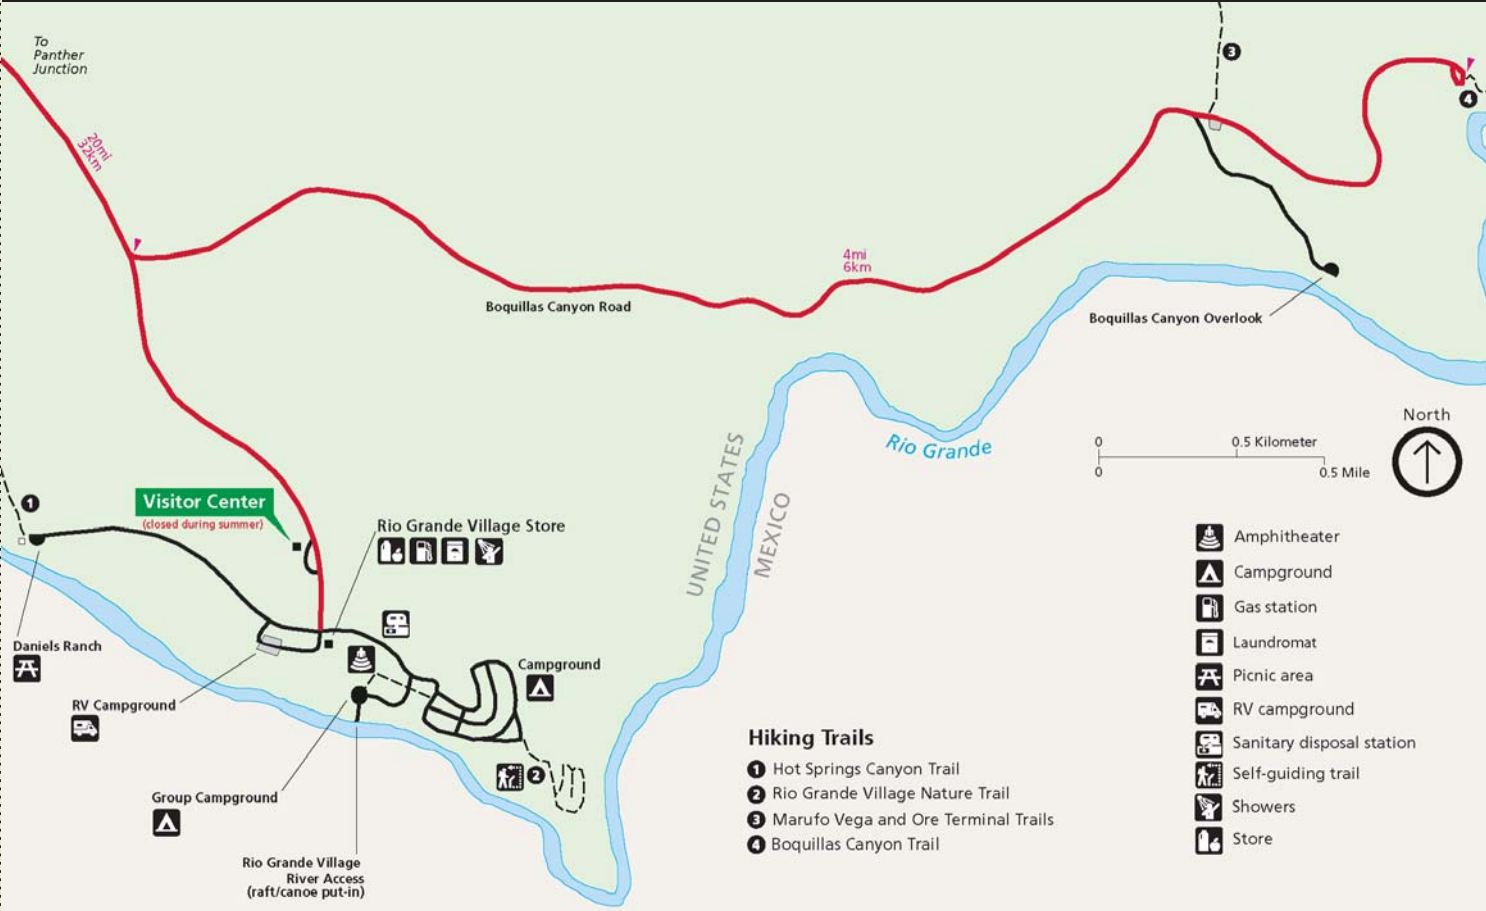 To
Panther
Junction
3
4
20mi
32km
4mi
6km
Boquillas Canyon Road
Boquillas Canyon Overlook
North
Rio Grande
0
0.5 Kilometer
0
0.5 Mile
UNITED STATES
MEXICO
1
Visitor Center
(closed during summer)
Rio Grande Village Store
Daniels Ranch
RV Campground
Campground
Group Campground
2
Rio Grande Village
River Access
(raft/canoe put-in)
Hiking Trails
1 Hot Springs Canyon Trail
2 Rio Grande Village Nature Trail
3 Marufo Vega and Ore Terminal Trails
4 Boquillas Canyon Trail
Amphitheater
Campground
Gas station
Laundromat
Picnic area
RV campground
Sanitary disposal station
Self-guiding trail
Showers
Store